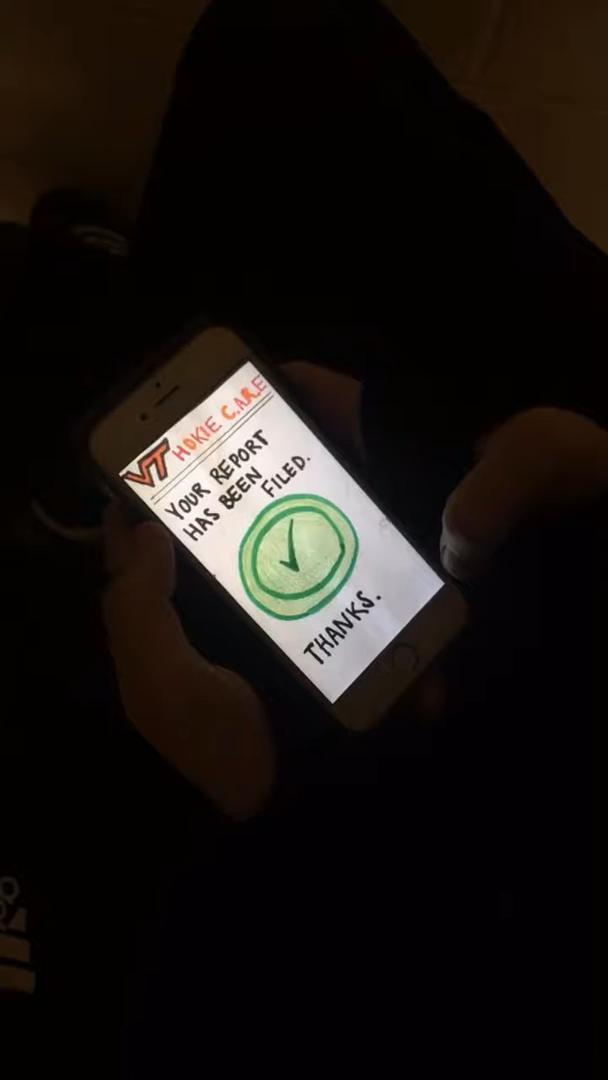 VT HOKIE C.A.R.E
YOUR REPORT
HAS BEEN
FILED.
THANKS.